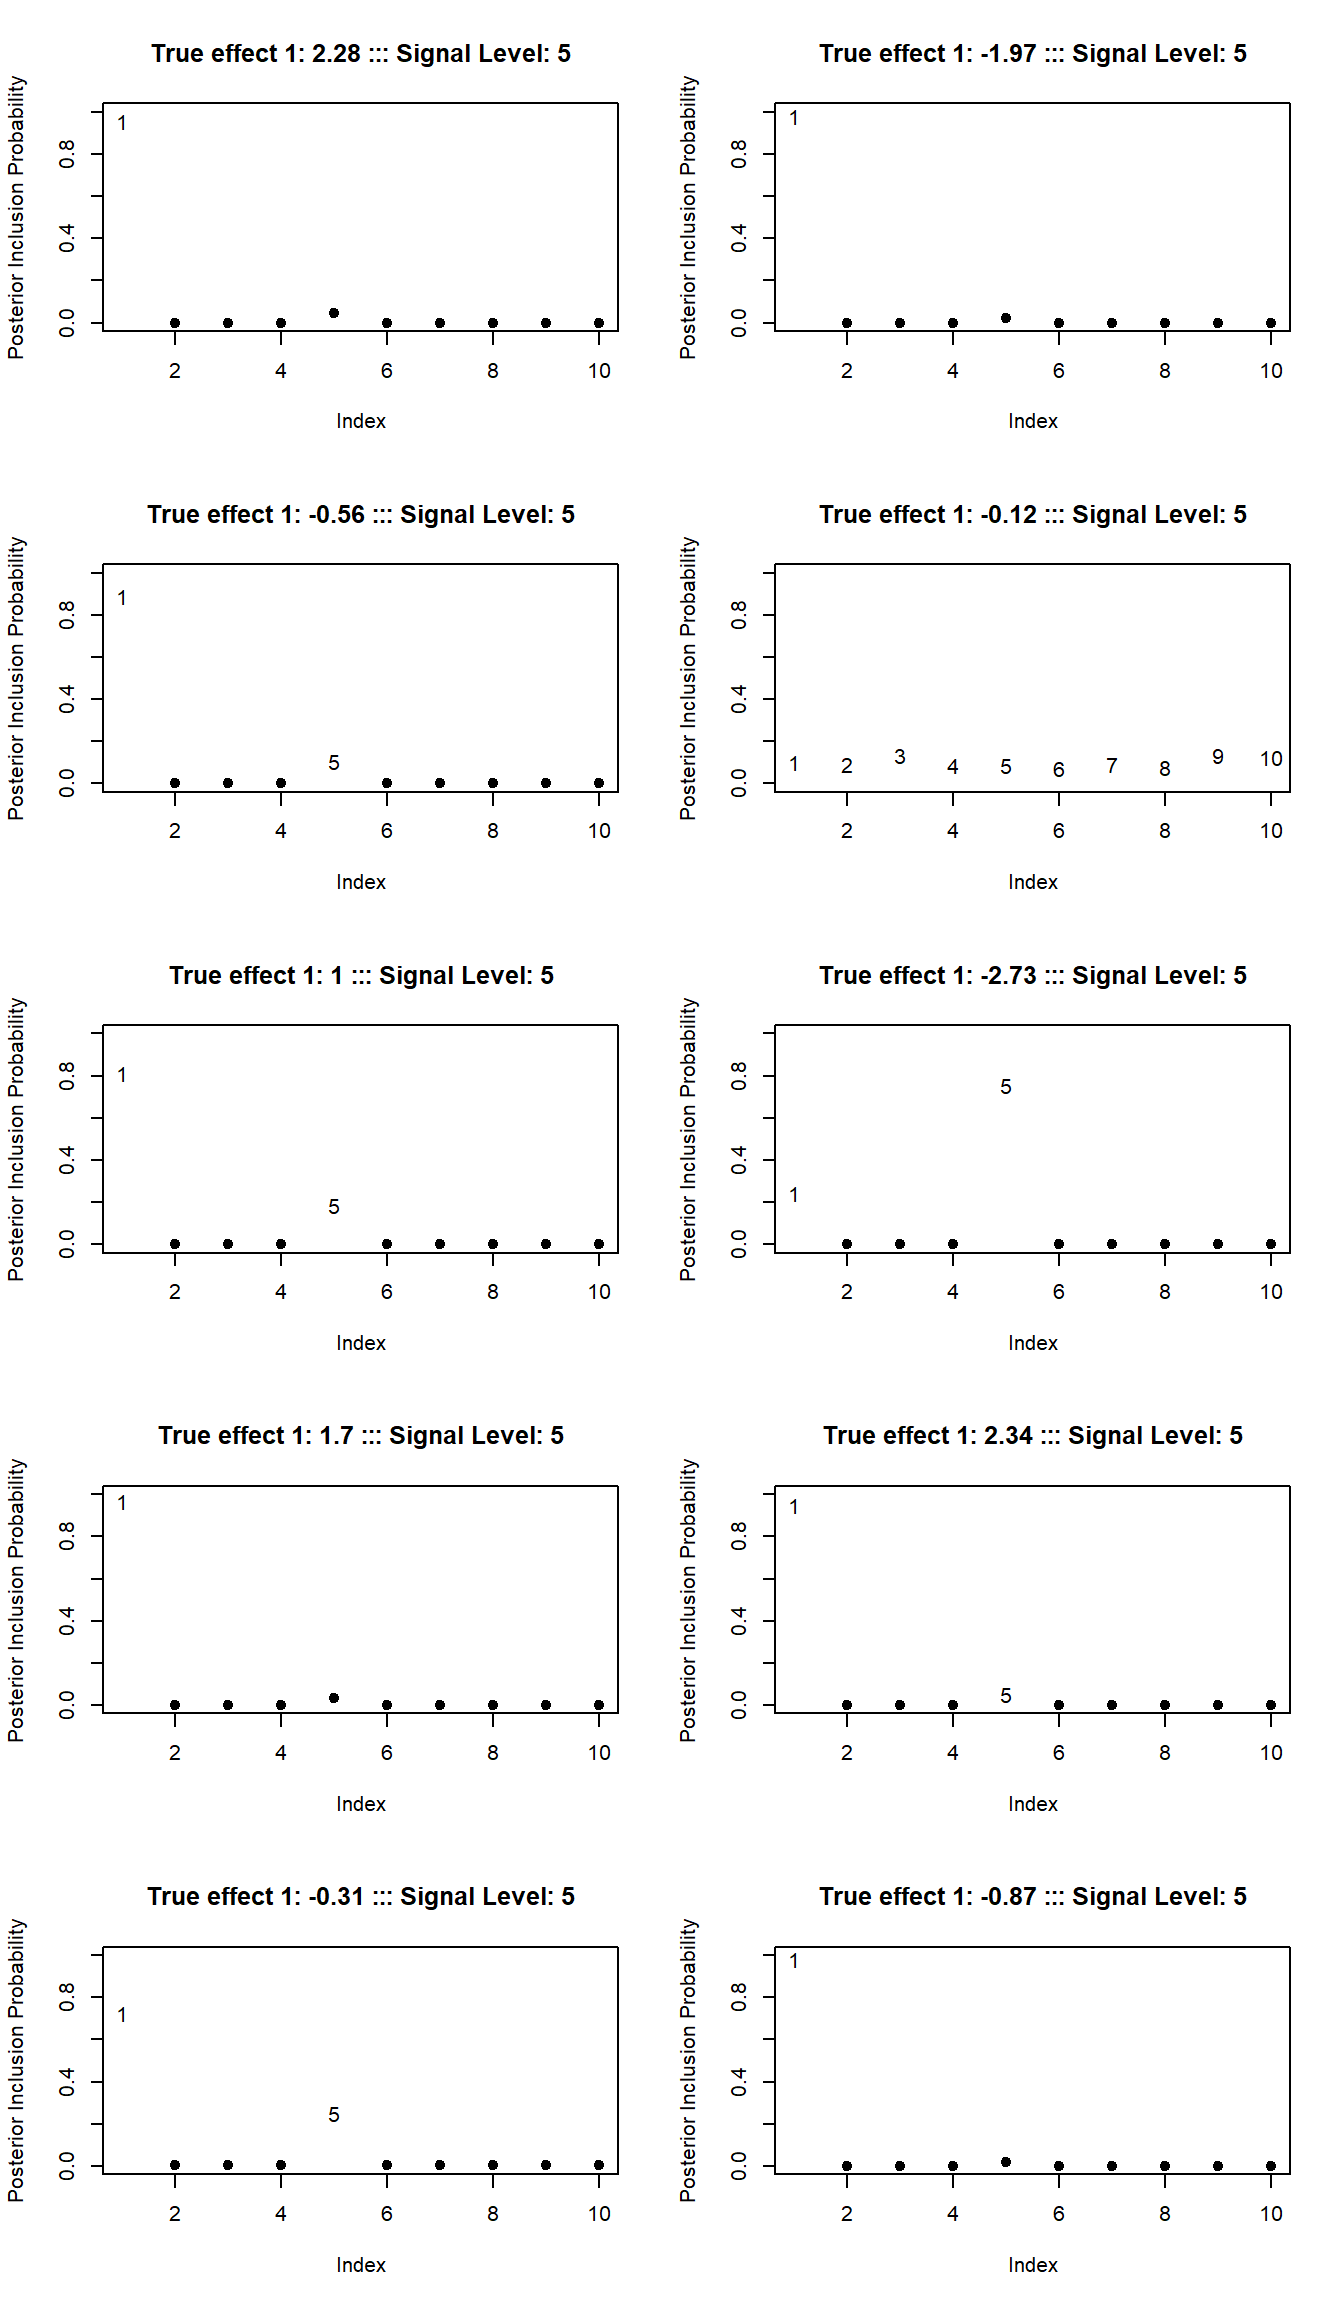 True effect 1: 2.28 ::: Signal Level: 5
Posterior Inclusion Probability
0.8
0.4
0.0
1
2 4 6 8 10
Index
True effect 1: -1.97 ::: Signal Level: 5
Posterior Inclusion Probability
0.8
0.4
0.0
1
2 4 6 8 10
Index
True effect 1: -0.56 ::: Signal Level: 5
Posterior Inclusion Probability
0.8
0.4
0.0
1
5
2 4 6 8 10
Index
True effect 1: -0.12 ::: Signal Level: 5
Posterior Inclusion Probability
0.8
0.4
0.0
1 2 3 4 5 6 7 8 9 10
2 4 6 8 10
Index
True effect 1: 1 ::: Signal Level: 5
Posterior Inclusion Probability
0.8
0.4
0.0
1
5
2 4 6 8 10
Index
True effect 1: -2.73 ::: Signal Level: 5
Posterior Inclusion Probability
0.8
0.4
0.0
5
1
2 4 6 8 10
Index
True effect 1: 1.7 ::: Signal Level: 5
Posterior Inclusion Probability
0.8
0.4
0.0
1
2 4 6 8 10
Index
True effect 1: 2.34 ::: Signal Level: 5
Posterior Inclusion Probability
0.8
0.4
0.0
1
5
2 4 6 8 10
Index
True effect 1: -0.31 ::: Signal Level: 5
Posterior Inclusion Probability
0.8
0.4
0.0
1
5
2 4 6 8 10
Index
True effect 1: -0.87 ::: Signal Level: 5
Posterior Inclusion Probability
0.8
0.4
0.0
1
2 4 6 8 10
Index